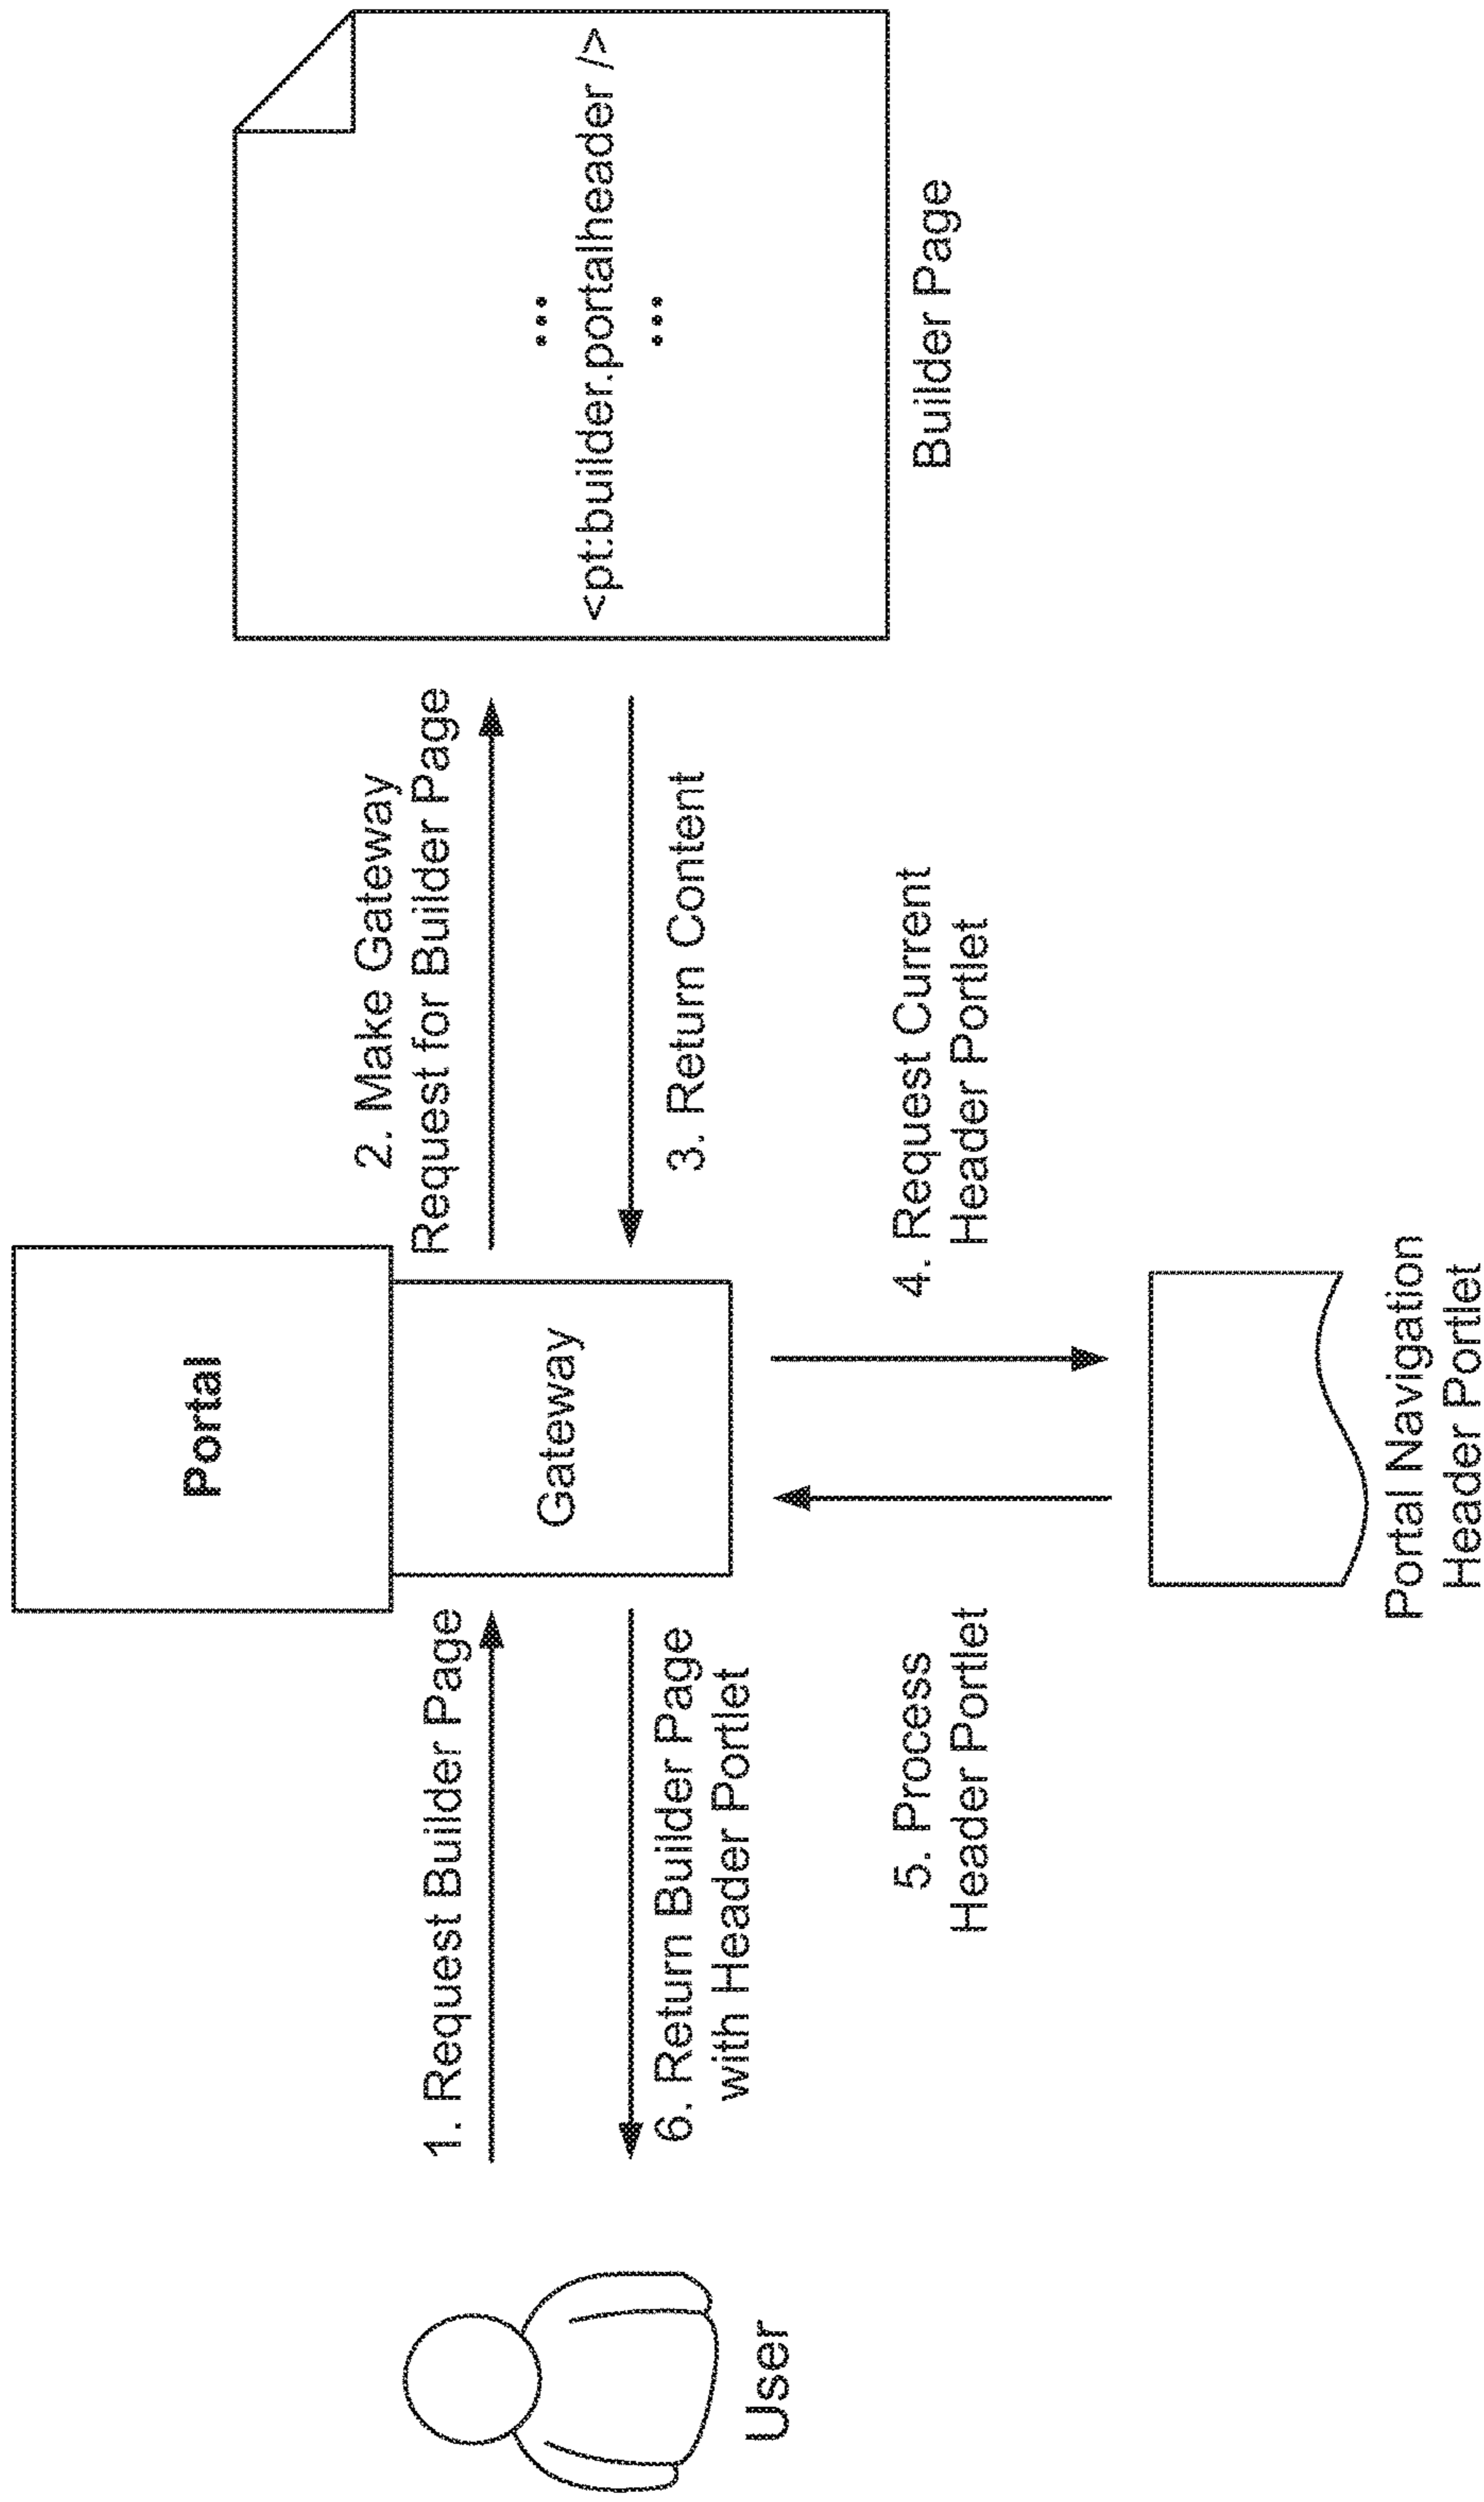 Portal
Gateway
1. Request Builder Page
2. Make Gateway
Request for Builder Page
<pt:builder.portalheader />
Builder Page
3. Return Content
4. Request Current
Header Portlet
Portal Navigation
Header Portlet
5. Process
Header Portlet
6. Return Builder Page
with Header Portlet
User